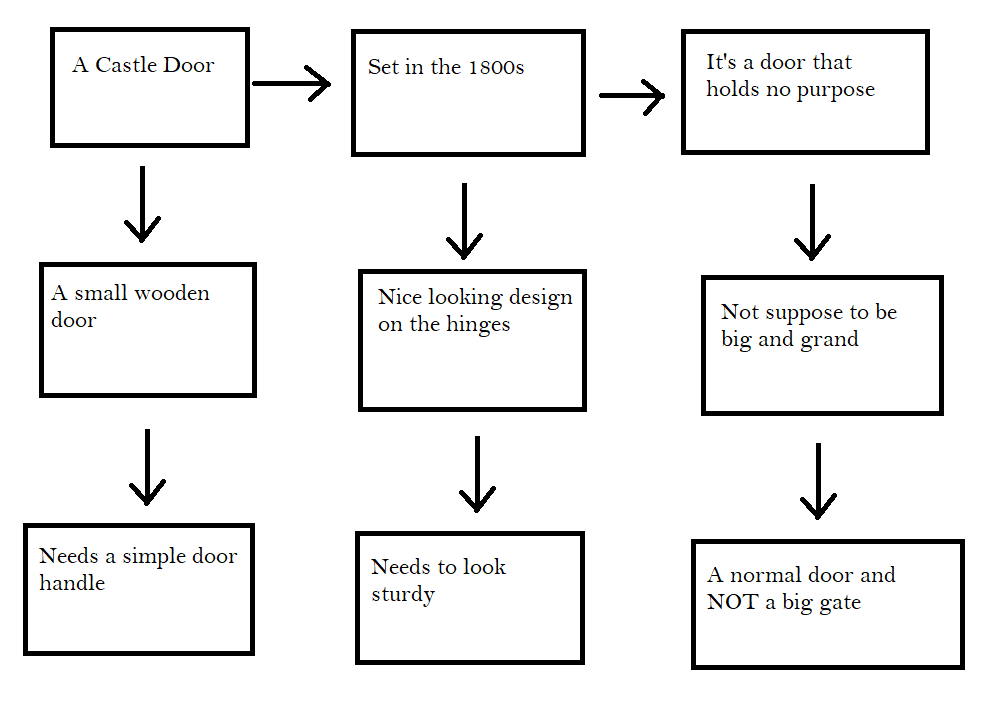 A Castle Door
Set in the 1800s
It's a door that
holds no purpose
A small wooden
door
Nice looking design
on the hinges
Not suppose to be
big and grand
Needs a simple door
handle
Needs to look
sturdy
A normal door and
NOT a big gate